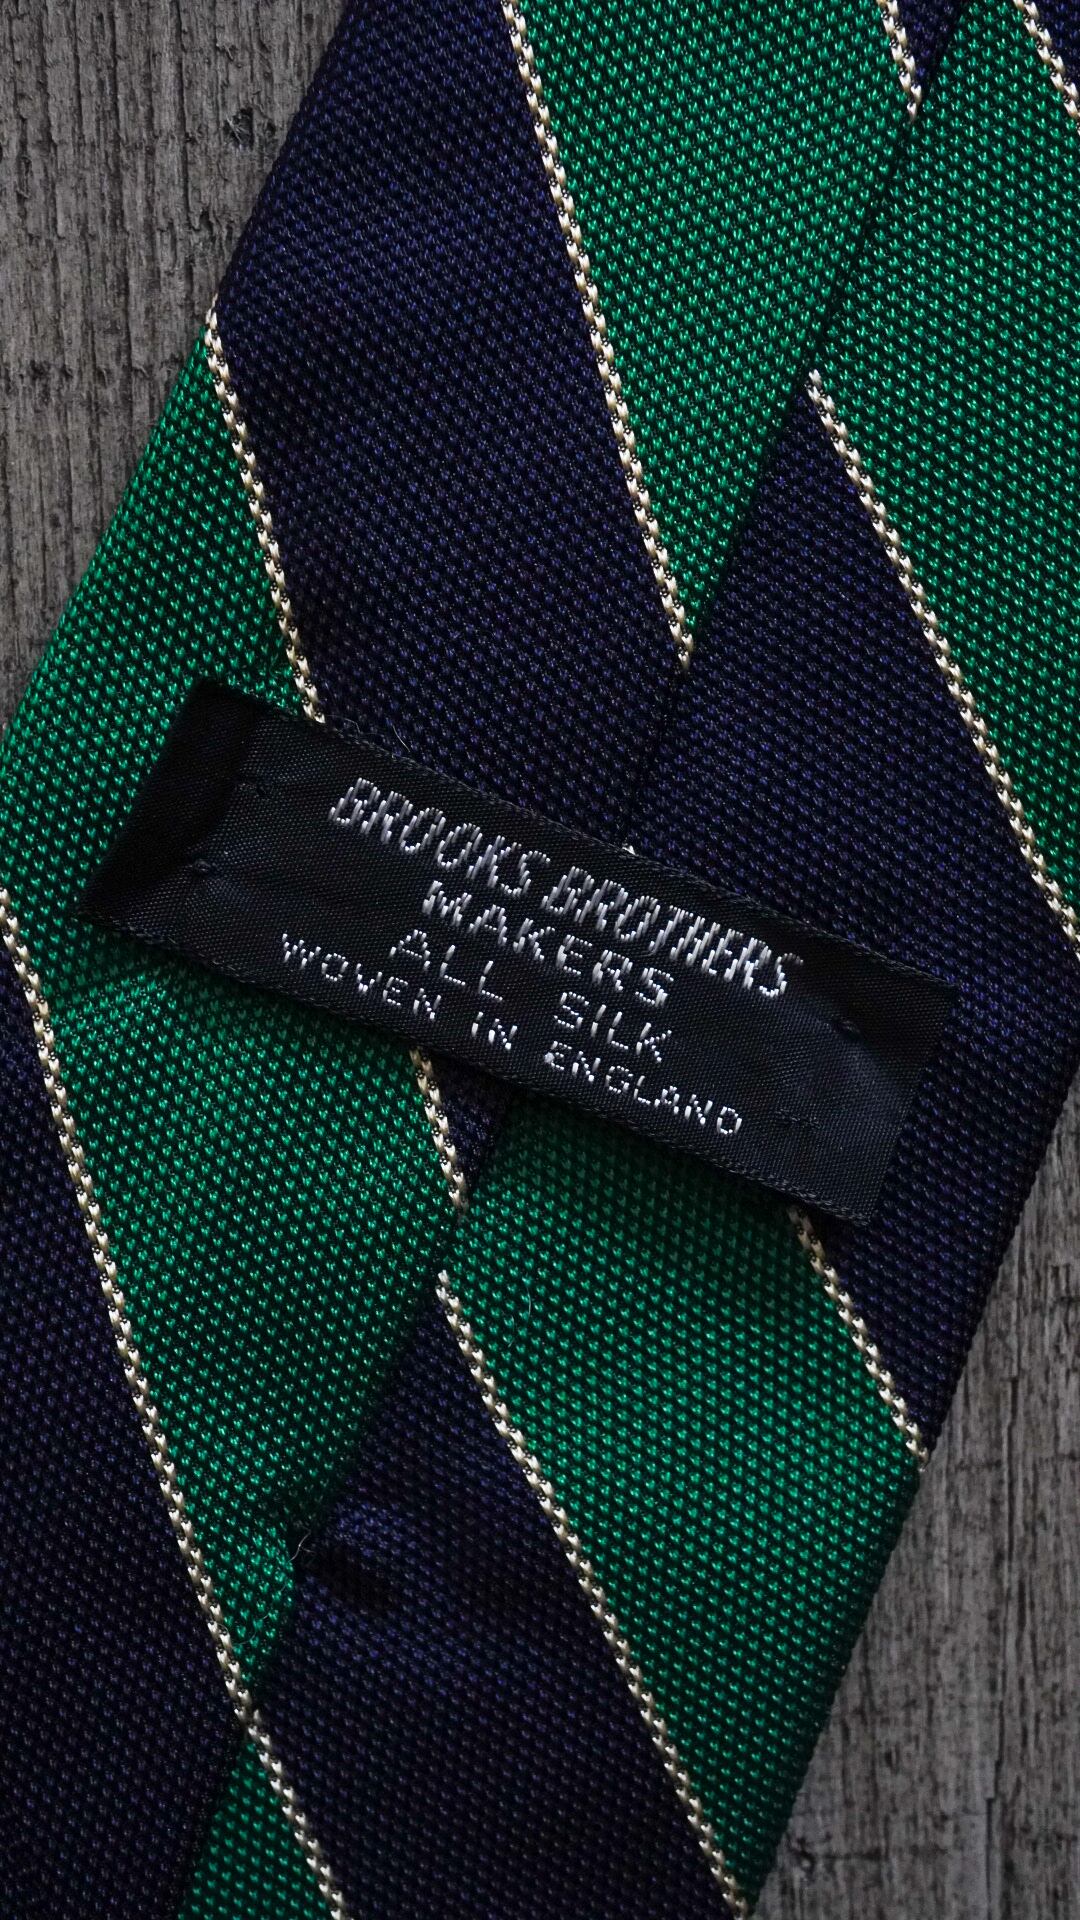 BROOKS BROTHERS
MAKERS
ALL SILK
WOVEN IN ENGLAND